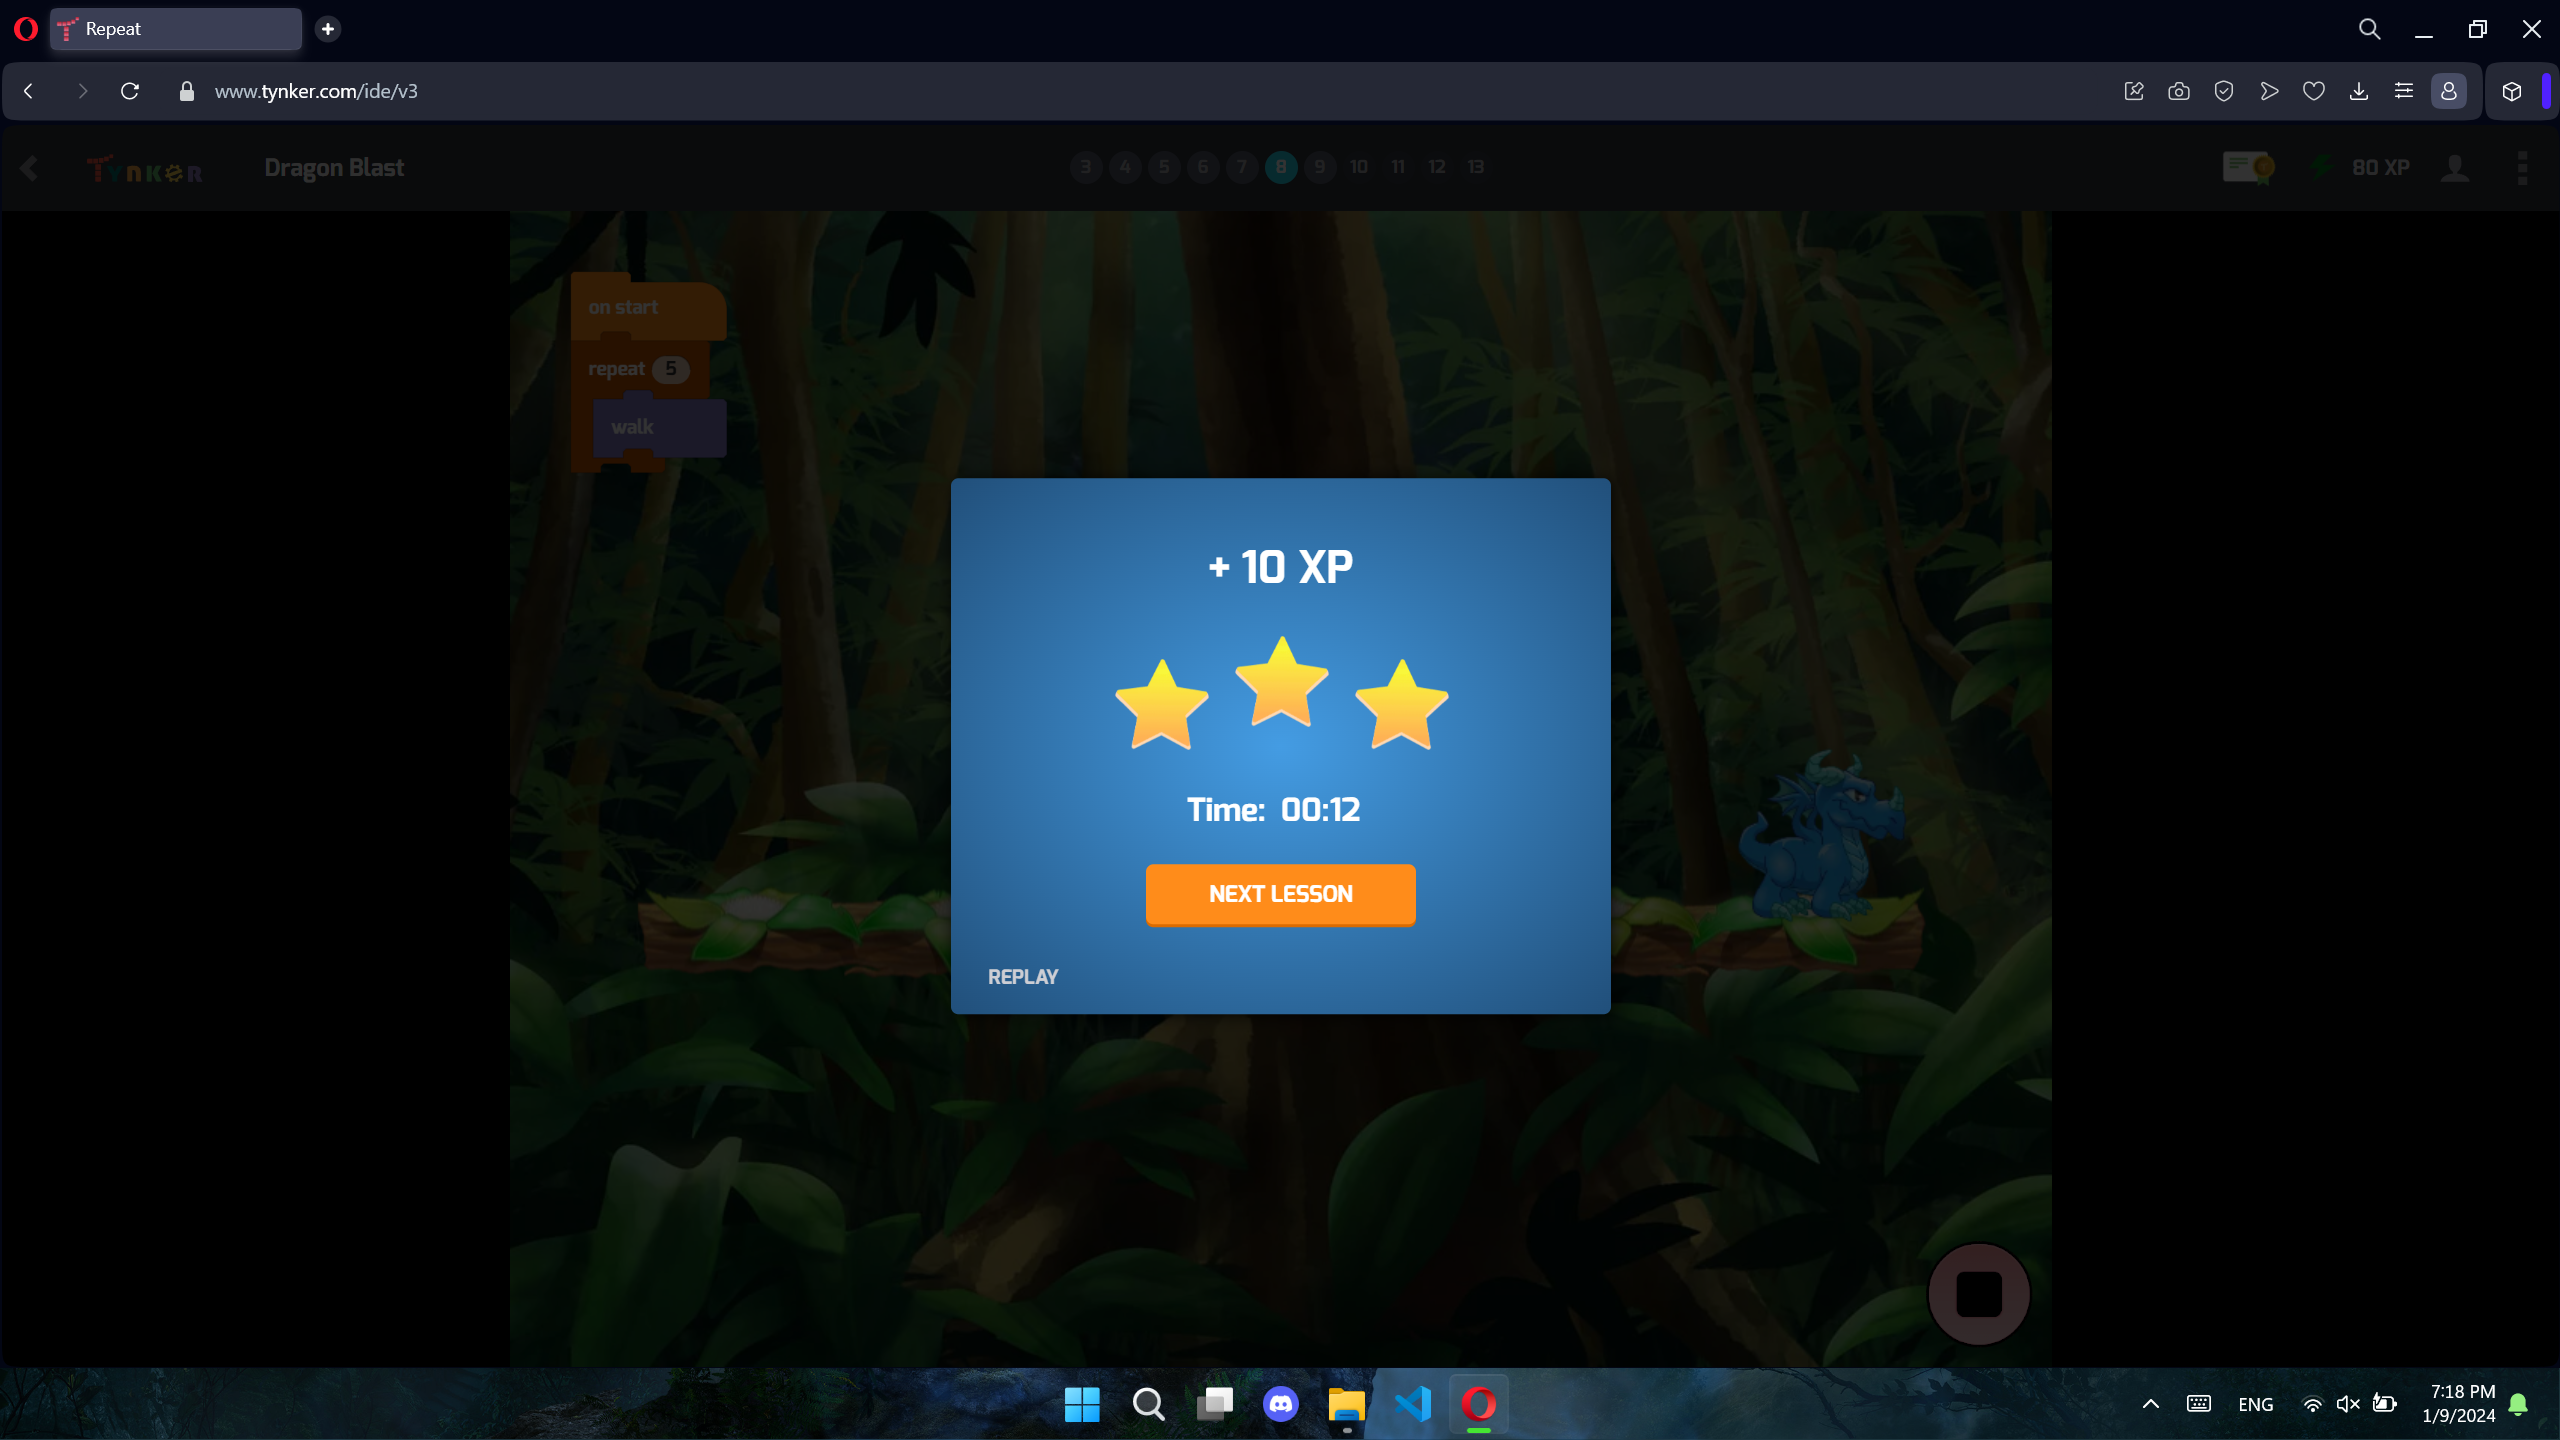 Repeat
www.tynker.com/ide/v3
TYNKER
Dragon Blast
3 4 5 6 7 8 9 10 11 12 13
80 XP
on start
repeat 5
walk
+ 10 XP
Time: 00:12
NEXT LESSON
REPLAY
ENG
7:18 PM
1/9/2024